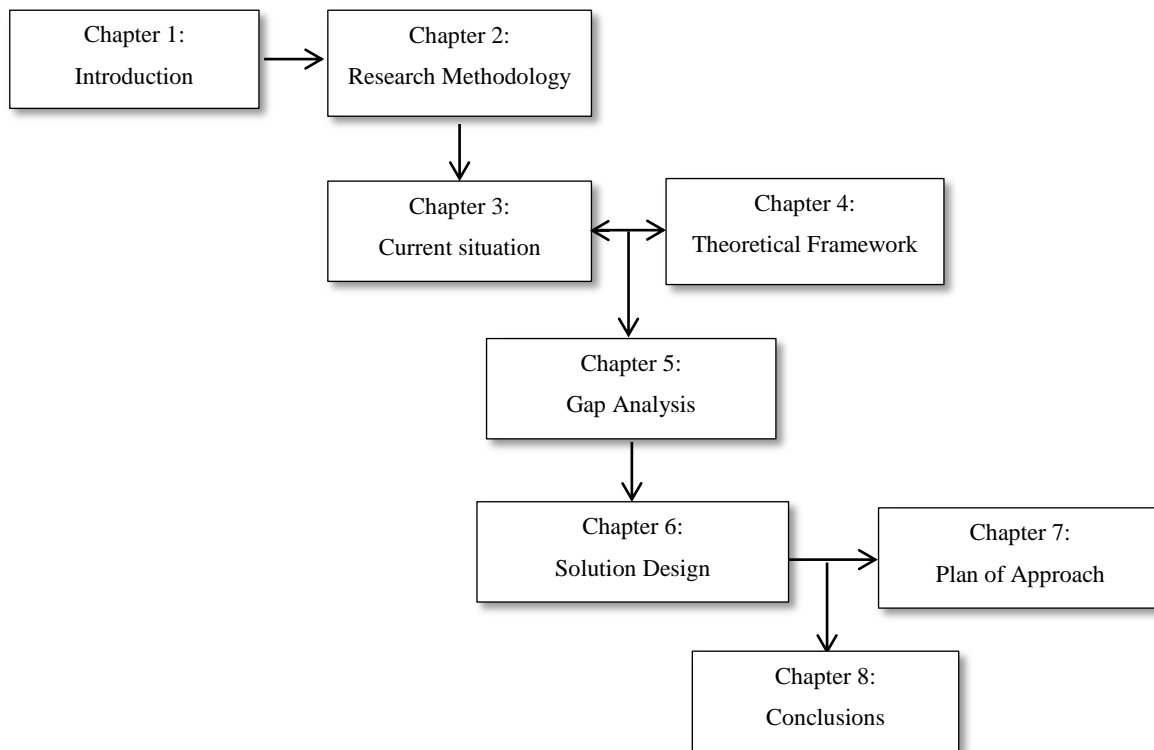 Chapter 1:
Introduction
Chapter 2:
Research Methodology
Chapter 3:
Current situation
Chapter 4:
Theoretical Framework
Chapter 5:
Gap Analysis
Chapter 6:
Solution Design
Chapter 7:
Plan of Approach
Chapter 8:
Conclusions